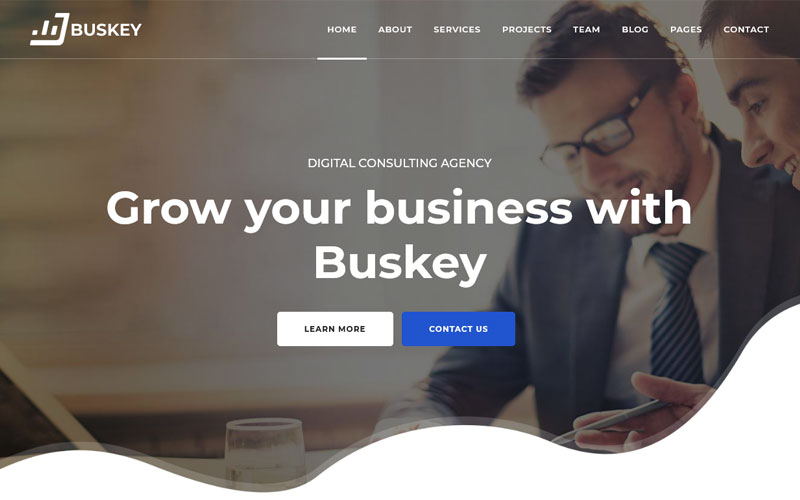 BUSKEY
HOME ABOUT SERVICES PROJECTS TEAM BLOG PAGES CONTACT
DIGITAL CONSULTING AGENCY
Grow your business with
Buskey
LEARN MORE CONTACT US